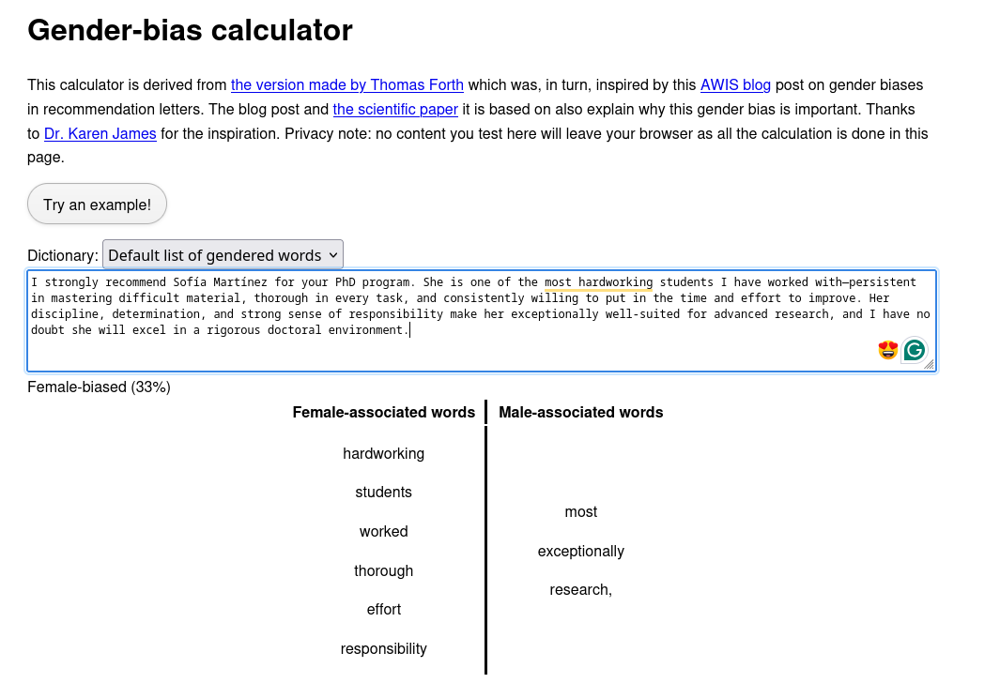 Gender-bias calculator
This calculator is derived from the version made by Thomas Forth which was, in turn, inspired by this AWIS blog post on gender biases
in recommendation letters. The blog post and the scientific paper it is based on also explain why this gender bias is important. Thanks
to Dr. Karen James for the inspiration. Privacy note: no content you test here will leave your browser as all the calculation is done in this
page.
Try an example!
Dictionary: Default list of gendered words
I strongly recommend Sofía Martínez for your PhD program. She is one of the most hardworking students I have worked with—persistent
in mastering difficult material, thorough in every task, and consistently willing to put in the time and effort to improve. Her
discipline, determination, and strong sense of responsibility make her exceptionally well-suited for advanced research, and I have no
doubt she will excel in a rigorous doctoral environment.
Female-biased (33%)
Female-associated words
hardworking
students
worked
thorough
effort
responsibility
Male-associated words
most
exceptionally
research,